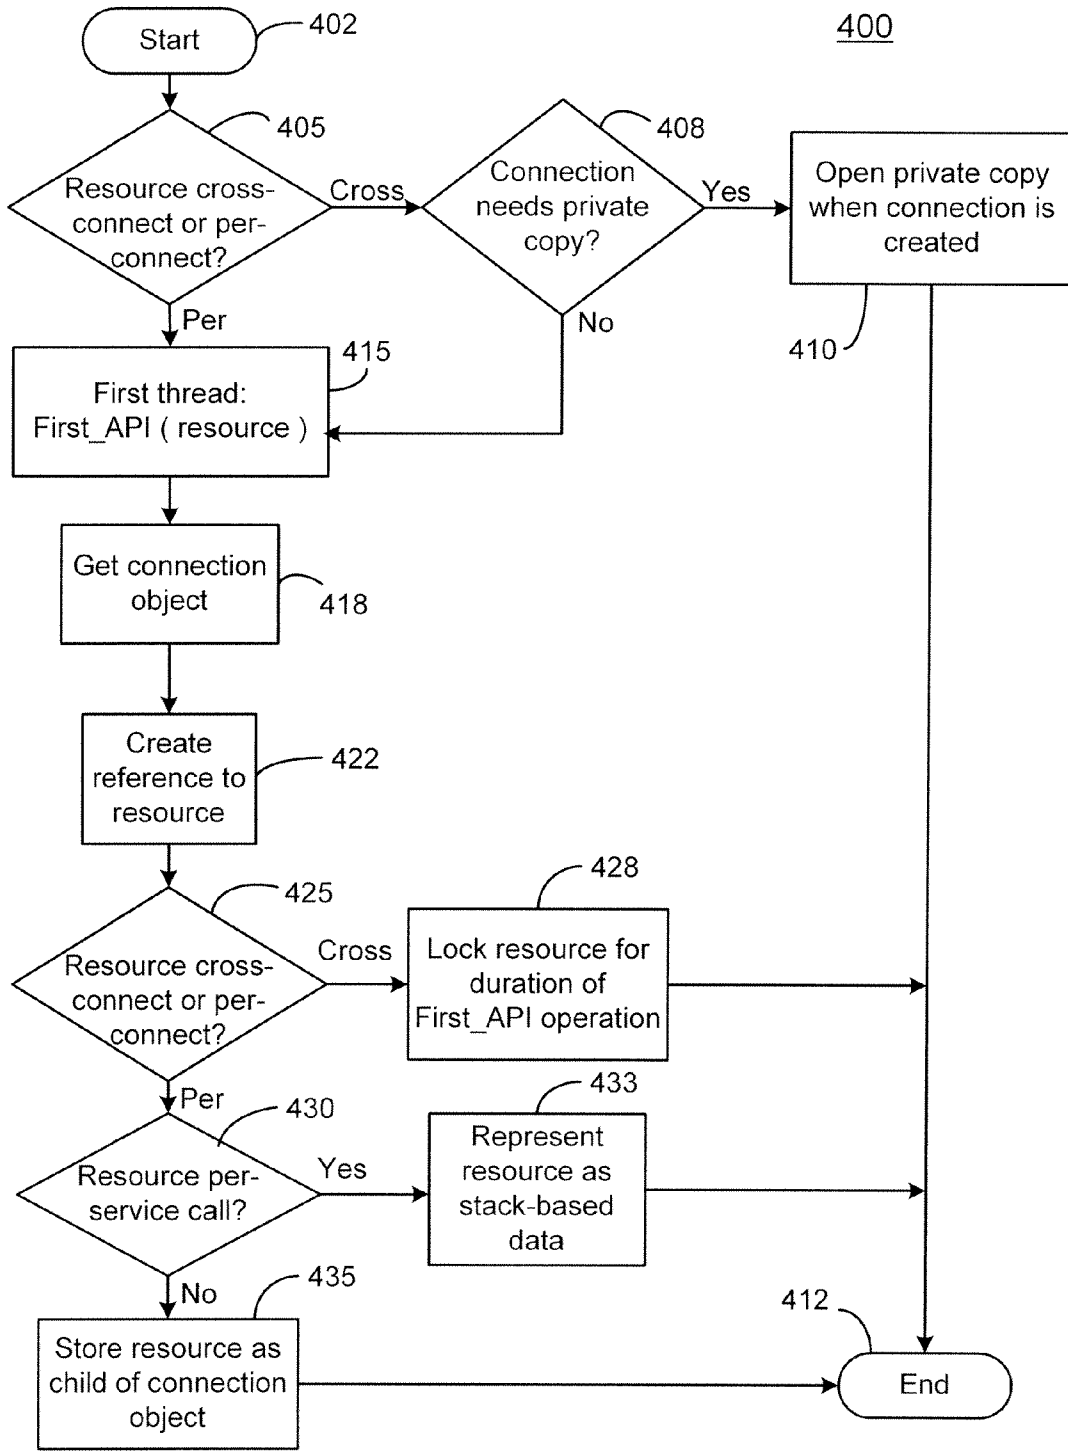 Start
402
400
405
Resource cross-
connect or per-
connect?
Cross
408
Connection
needs private
copy?
Yes
Open private copy
when connection is
created
410
Per
No
415
First thread:
First_API ( resource )
Get connection
object
418
Create
reference to
resource
422
425
Resource cross-
connect or per-
connect?
Cross
428
Lock resource for
duration of
First_API operation
Per
430
Resource per-
service call?
Yes
433
Represent
resource as
stack-based
data
No
435
Store resource as
child of connection
object
412
End